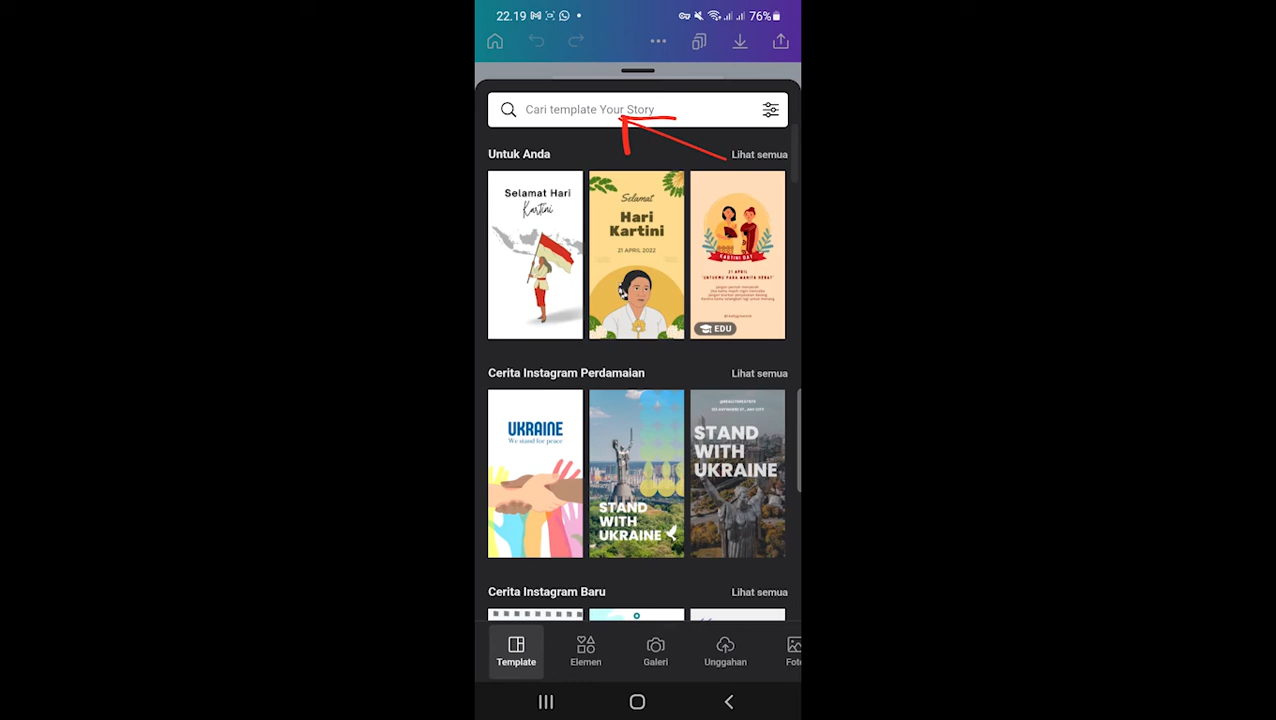 22.19
76%
Cari template Your Story
Untuk Anda
Lihat semua
Selamat Hari
Kartini
Selamat
Hari
Kartini
21 APRIL 2022
KARTINI DAY
21 APRIL
EDU
Cerita Instagram Perdamaian
Lihat semua
UKRAINE
We stand for peace
STAND
WITH
UKRAINE
STAND
WITH
UKRAINE
Cerita Instagram Baru
Lihat semua
Template
Elemen
Galeri
Unggahan
Foto